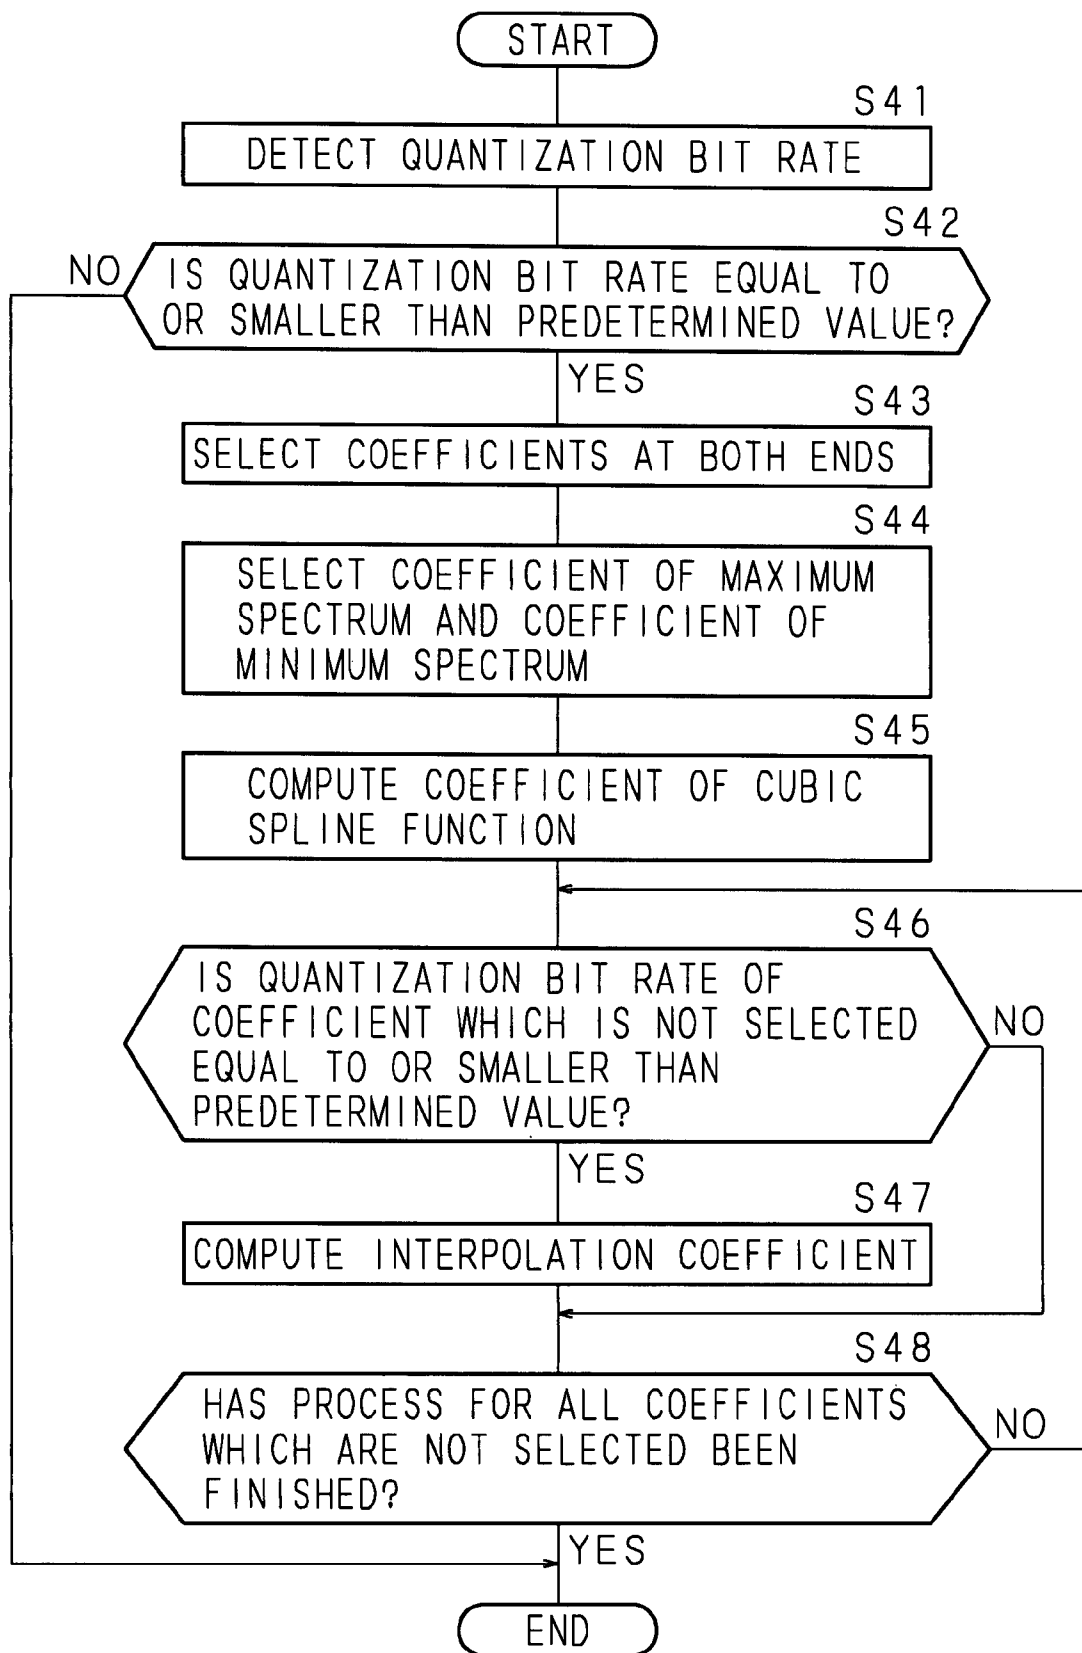 START
S41
DETECT QUANTIZATION BIT RATE
S42
NO
IS QUANTIZATION BIT RATE EQUAL TO
OR SMALLER THAN PREDETERMINED VALUE?
YES
S43
SELECT COEFFICIENTS AT BOTH ENDS
S44
SELECT COEFFICIENT OF MAXIMUM
SPECTRUM AND COEFFICIENT OF
MINIMUM SPECTRUM
S45
COMPUTE COEFFICIENT OF CUBIC
SPLINE FUNCTION
S46
IS QUANTIZATION BIT RATE OF
COEFFICIENT WHICH IS NOT SELECTED
EQUAL TO OR SMALLER THAN
PREDETERMINED VALUE?
NO
YES
S47
COMPUTE INTERPOLATION COEFFICIENT
S48
HAS PROCESS FOR ALL COEFFICIENTS
WHICH ARE NOT SELECTED BEEN
FINISHED?
NO
YES
END